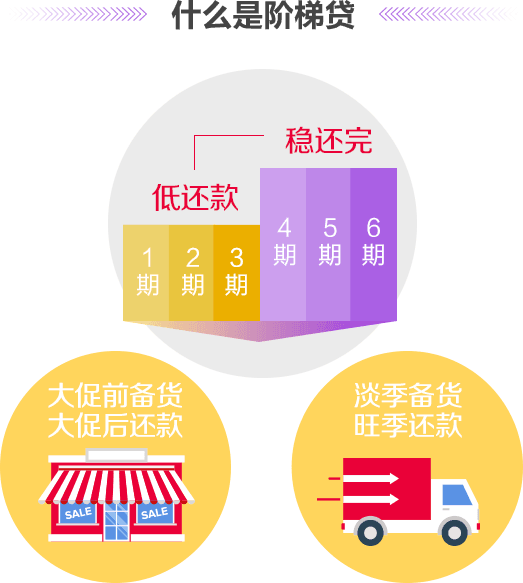 什么是阶梯贷
稳还完
低还款
1期 2期 3期 4期 5期 6期
大促前备货
大促后还款
SALE SALE
淡季备货
旺季还款